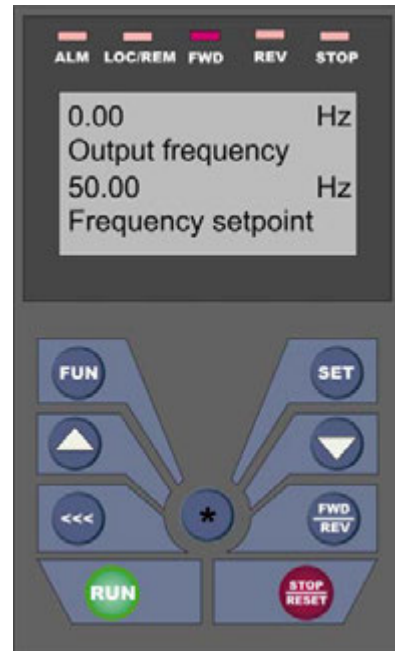 ALM LOC/REM FWD REV STOP
0.00 Hz
Output frequency
50.00 Hz
Frequency setpoint
FUN SET
<<< * FWD
REV
RUN STOP
RESET